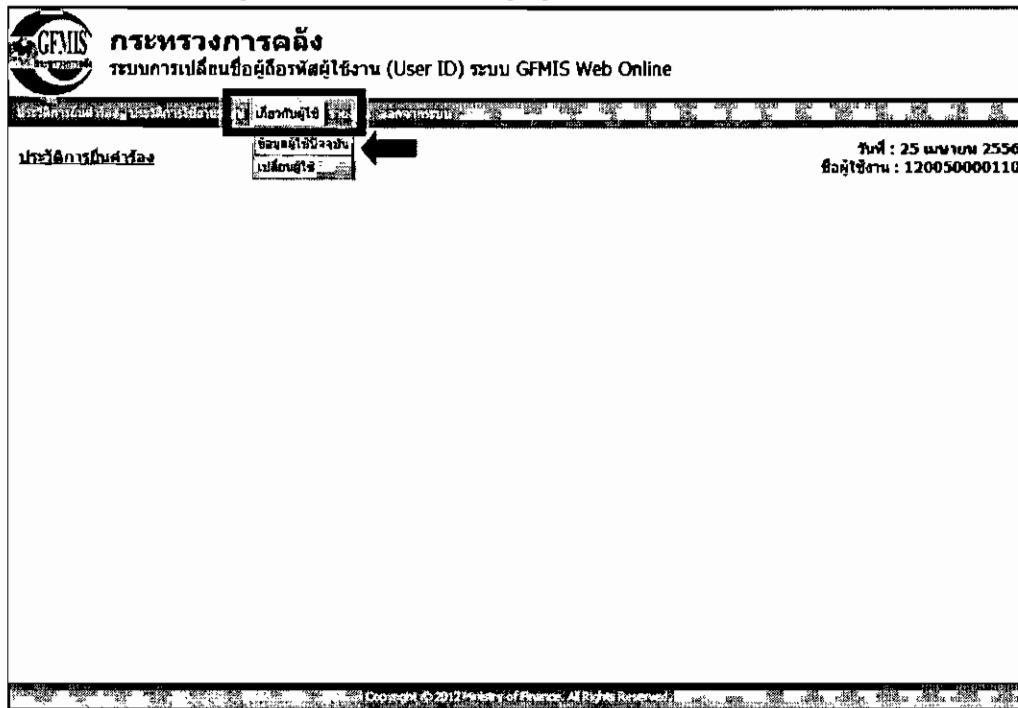 GFMIS
กระทรวงการคลัง
ระบบการเปลี่ยนชื่อผู้ถือรหัสผู้ใช้งาน (User ID) ระบบ GFMIS Web Online
เกี่ยวกับผู้ใช้
ข้อมูลผู้ใช้ปัจจุบัน
เปลี่ยนผู้ใช้
ประวัติการยื่นคำร้อง
วันที่ : 25 เมษายน 2556
ชื่อผู้ใช้งาน : 120050000110
Copyright © 2012 Ministry of Finance. All Rights Reserved.